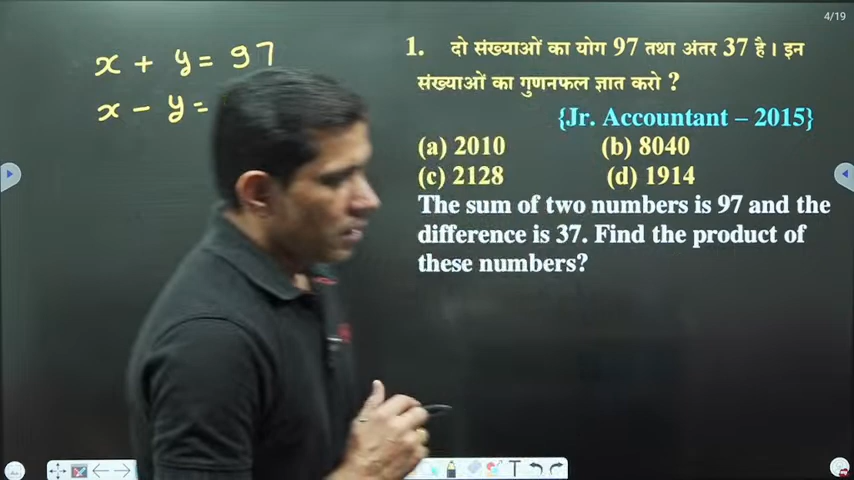 4/19
x + y = 97
x - y =
1. दो संख्याओं का योग 97 तथा अंतर 37 है। इन
संख्याओं का गुणनफल ज्ञात करो ?
{Jr. Accountant – 2015}
(a) 2010 (b) 8040
(c) 2128 (d) 1914
The sum of two numbers is 97 and the
difference is 37. Find the product of
these numbers?
T